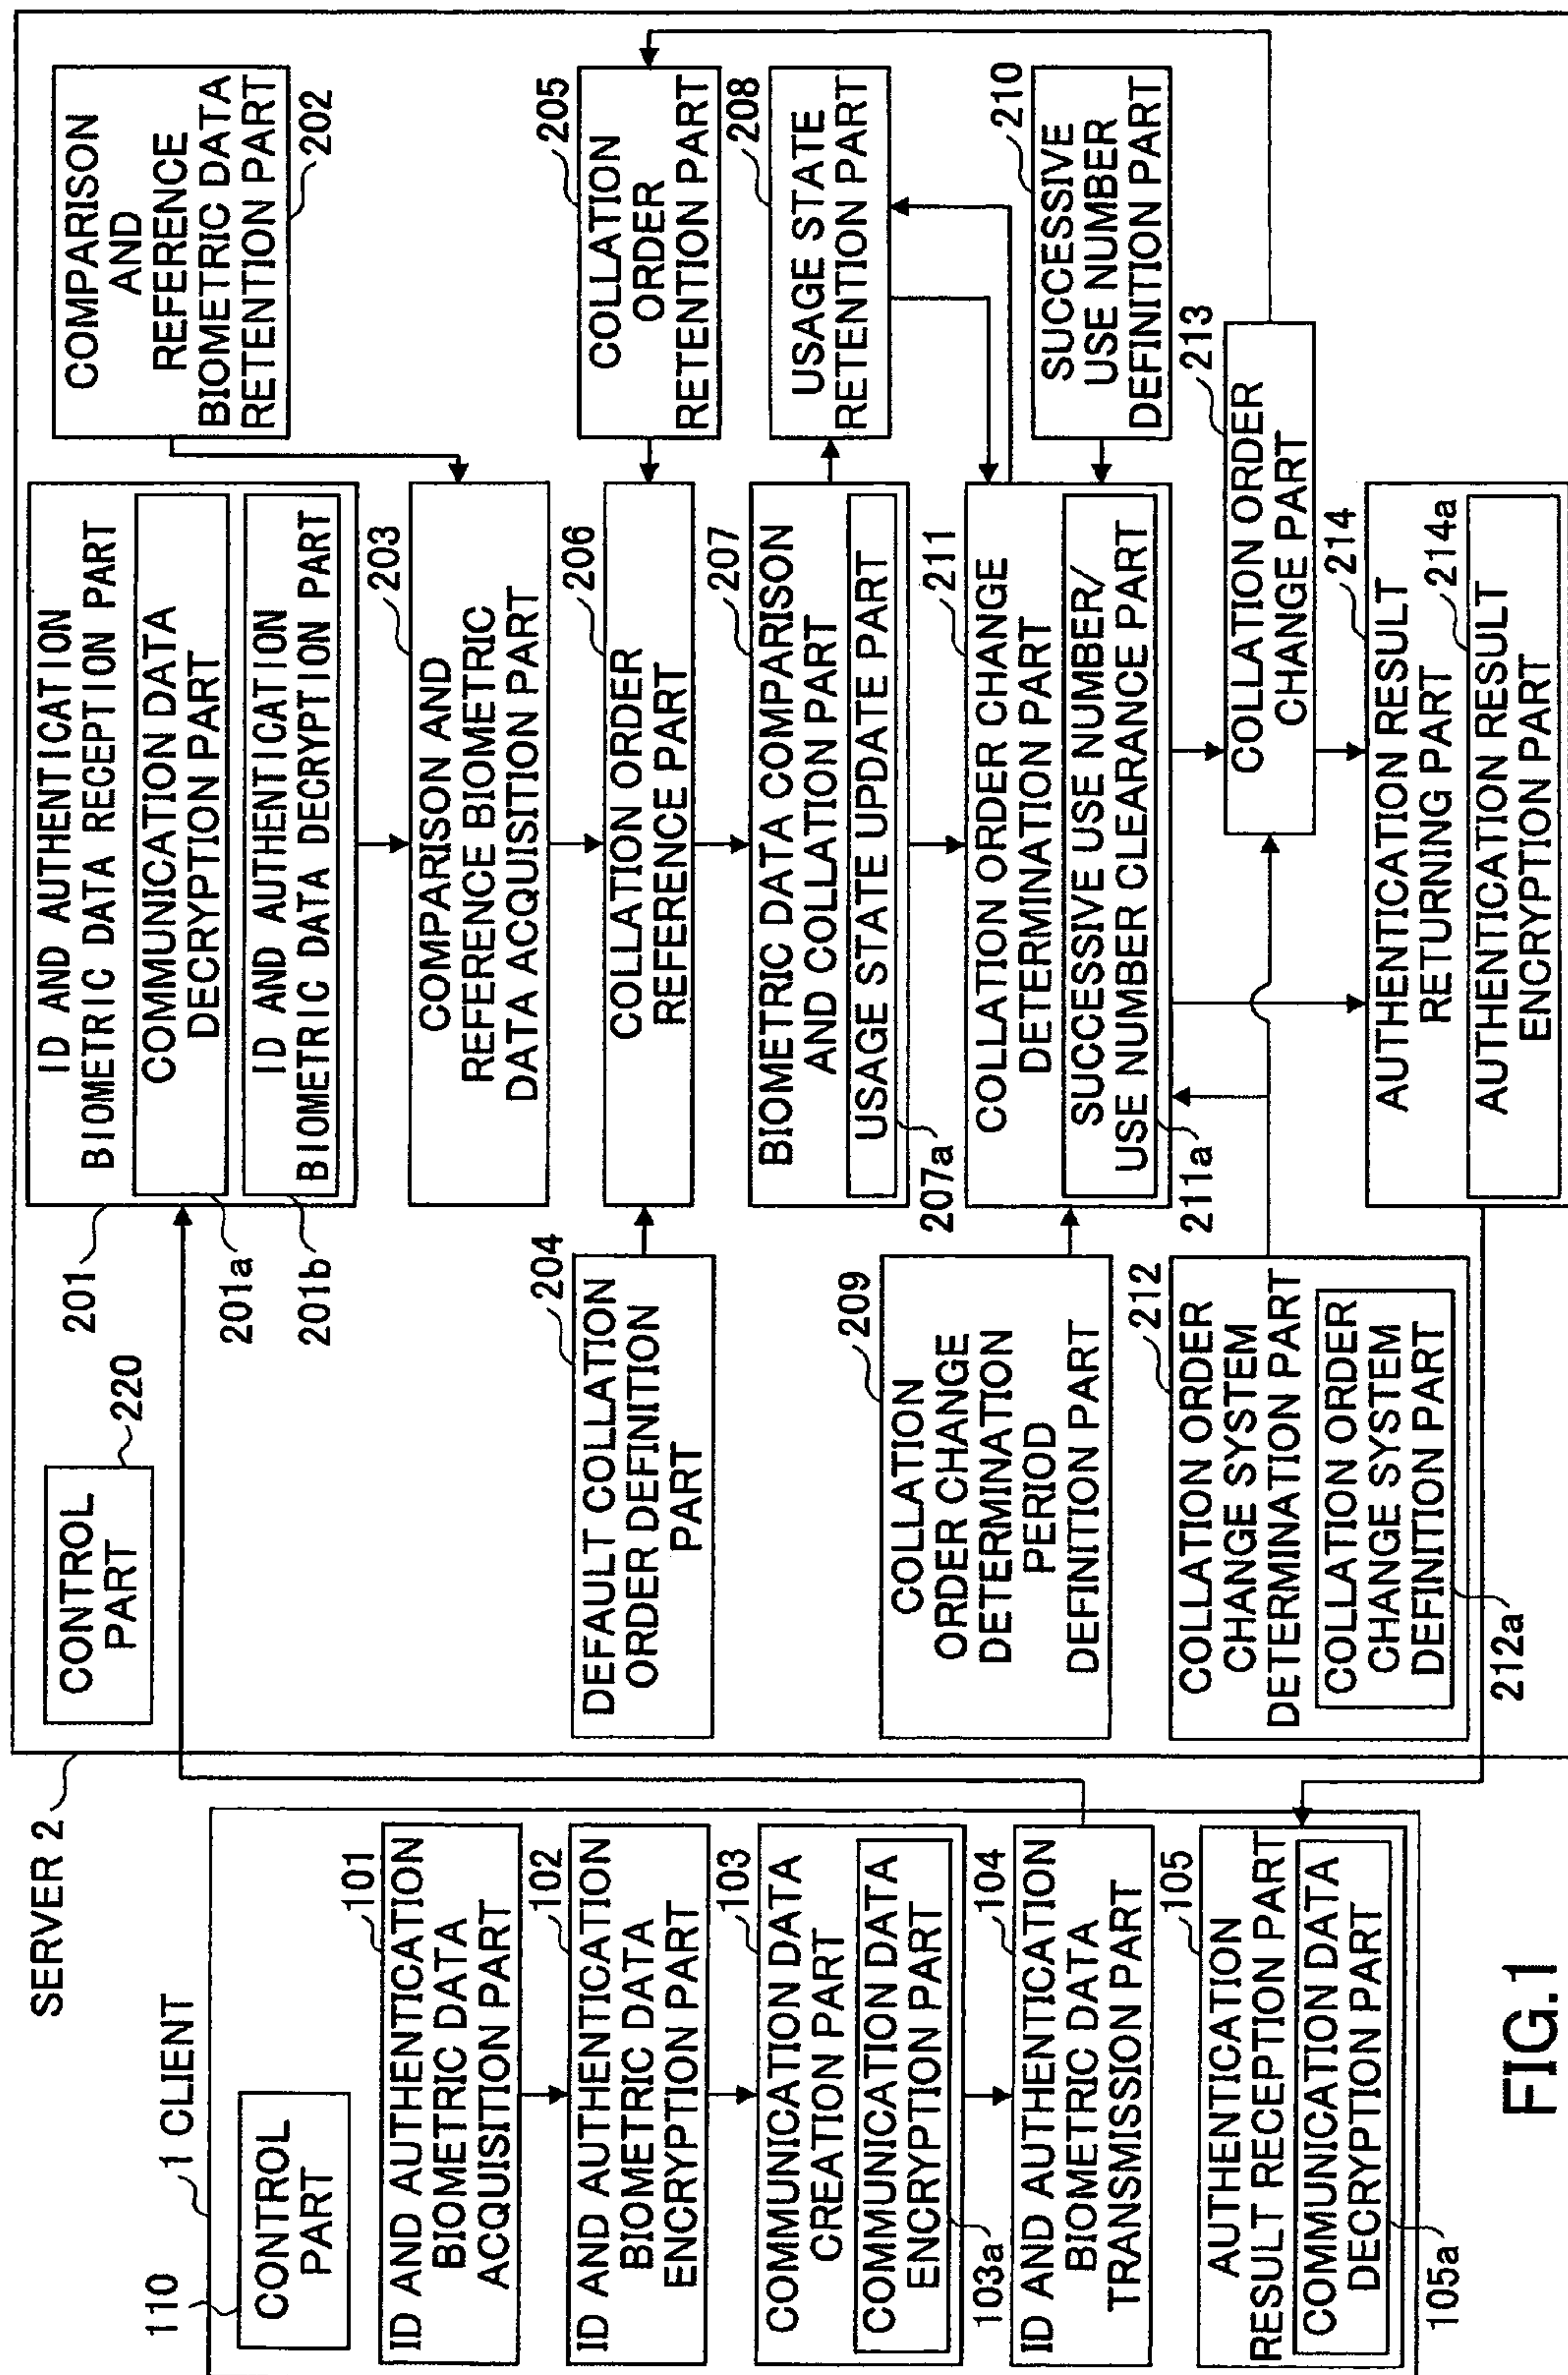 SERVER 2
1 CLIENT
110
CONTROL
PART
101
ID AND AUTHENTICATION
BIOMETRIC DATA
ACQUISITION PART
102
ID AND AUTHENTICATION
BIOMETRIC DATA
ENCRYPTION PART
103
COMMUNICATION DATA
CREATION PART
COMMUNICATION DATA
ENCRYPTION PART
103a
104
ID AND AUTHENTICATION
BIOMETRIC DATA
TRANSMISSION PART
105
AUTHENTICATION
RESULT RECEPTION PART
COMMUNICATION DATA
DECRYPTION PART
105a
CONTROL
PART
220
201
ID AND AUTHENTICATION
BIOMETRIC DATA RECEPTION PART
COMMUNICATION DATA
DECRYPTION PART
201a
ID AND AUTHENTICATION
BIOMETRIC DATA DECRYPTION PART
201b
COMPARISON
AND
REFERENCE
BIOMETRIC DATA
RETENTION PART
202
203
COMPARISON AND
REFERENCE BIOMETRIC
DATA ACQUISITION PART
204
DEFAULT COLLATION
ORDER DEFINITION
PART
205
COLLATION
ORDER
RETENTION PART
206
COLLATION ORDER
REFERENCE PART
207
BIOMETRIC DATA COMPARISON
AND COLLATION PART
USAGE STATE UPDATE PART
207a
208
USAGE STATE
RETENTION PART
209
COLLATION
ORDER CHANGE
DETERMINATION
PERIOD
DEFINITION PART
210
SUCCESSIVE
USE NUMBER
DEFINITION PART
211
COLLATION ORDER CHANGE
DETERMINATION PART
SUCCESSIVE USE NUMBER/
USE NUMBER CLEARANCE PART
211a
212
COLLATION ORDER
CHANGE SYSTEM
DETERMINATION PART
COLLATION ORDER
CHANGE SYSTEM
DEFINITION PART
212a
213
COLLATION ORDER
CHANGE PART
214
AUTHENTICATION RESULT
RETURNING PART
214a
AUTHENTICATION RESULT
ENCRYPTION PART
FIG.1